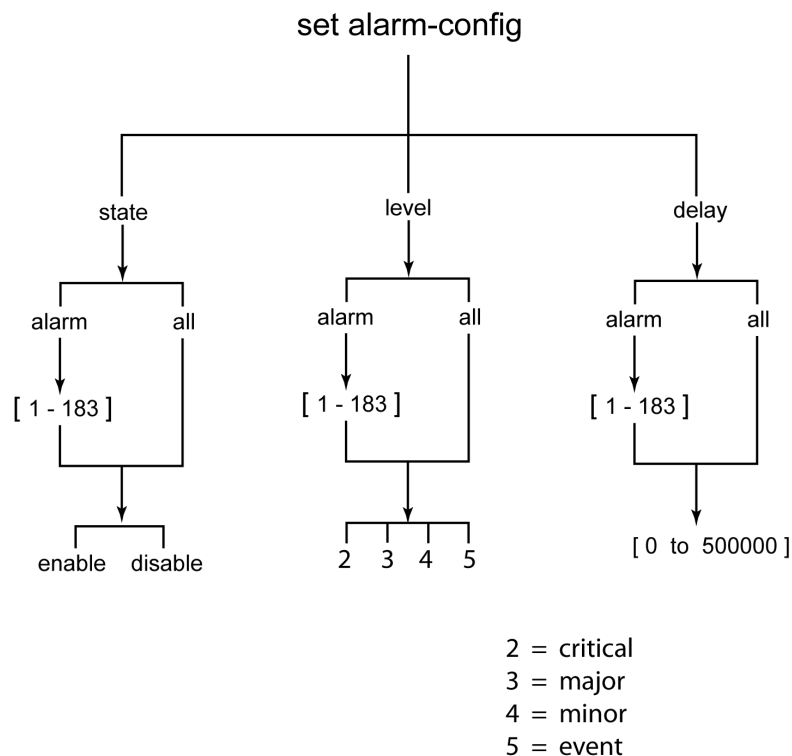 set alarm-config
state
level
delay
alarm
all
alarm
all
alarm
all
[ 1 - 183 ]
[ 1 - 183 ]
[ 1 - 183 ]
enable
disable
2
3
4
5
[ 0 to 500000 ]
2 = critical
3 = major
4 = minor
5 = event